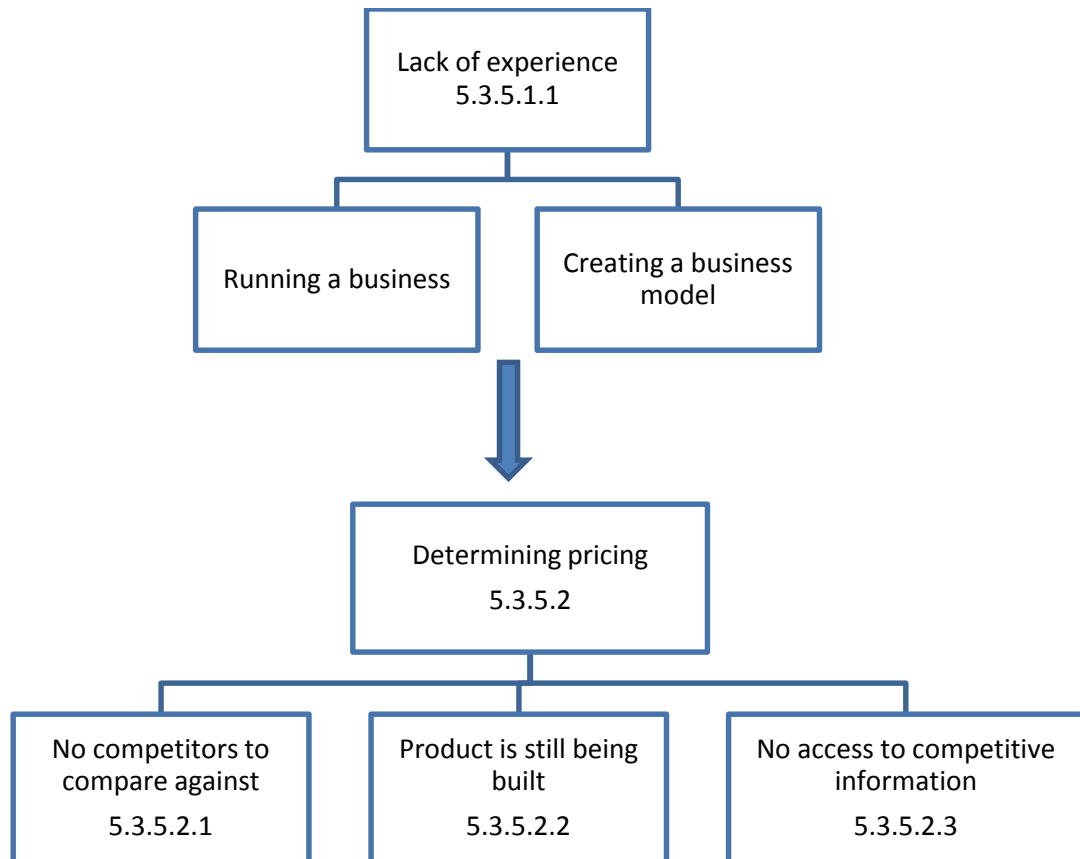 Lack of experience
5.3.5.1.1
Running a business
Creating a business
model
Determining pricing
5.3.5.2
No competitors to
compare against
5.3.5.2.1
Product is still being
built
5.3.5.2.2
No access to competitive
information
5.3.5.2.3